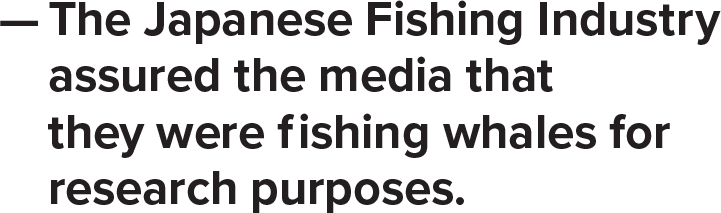 — The Japanese Fishing Industry
assured the media that
they were fishing whales for
research purposes.